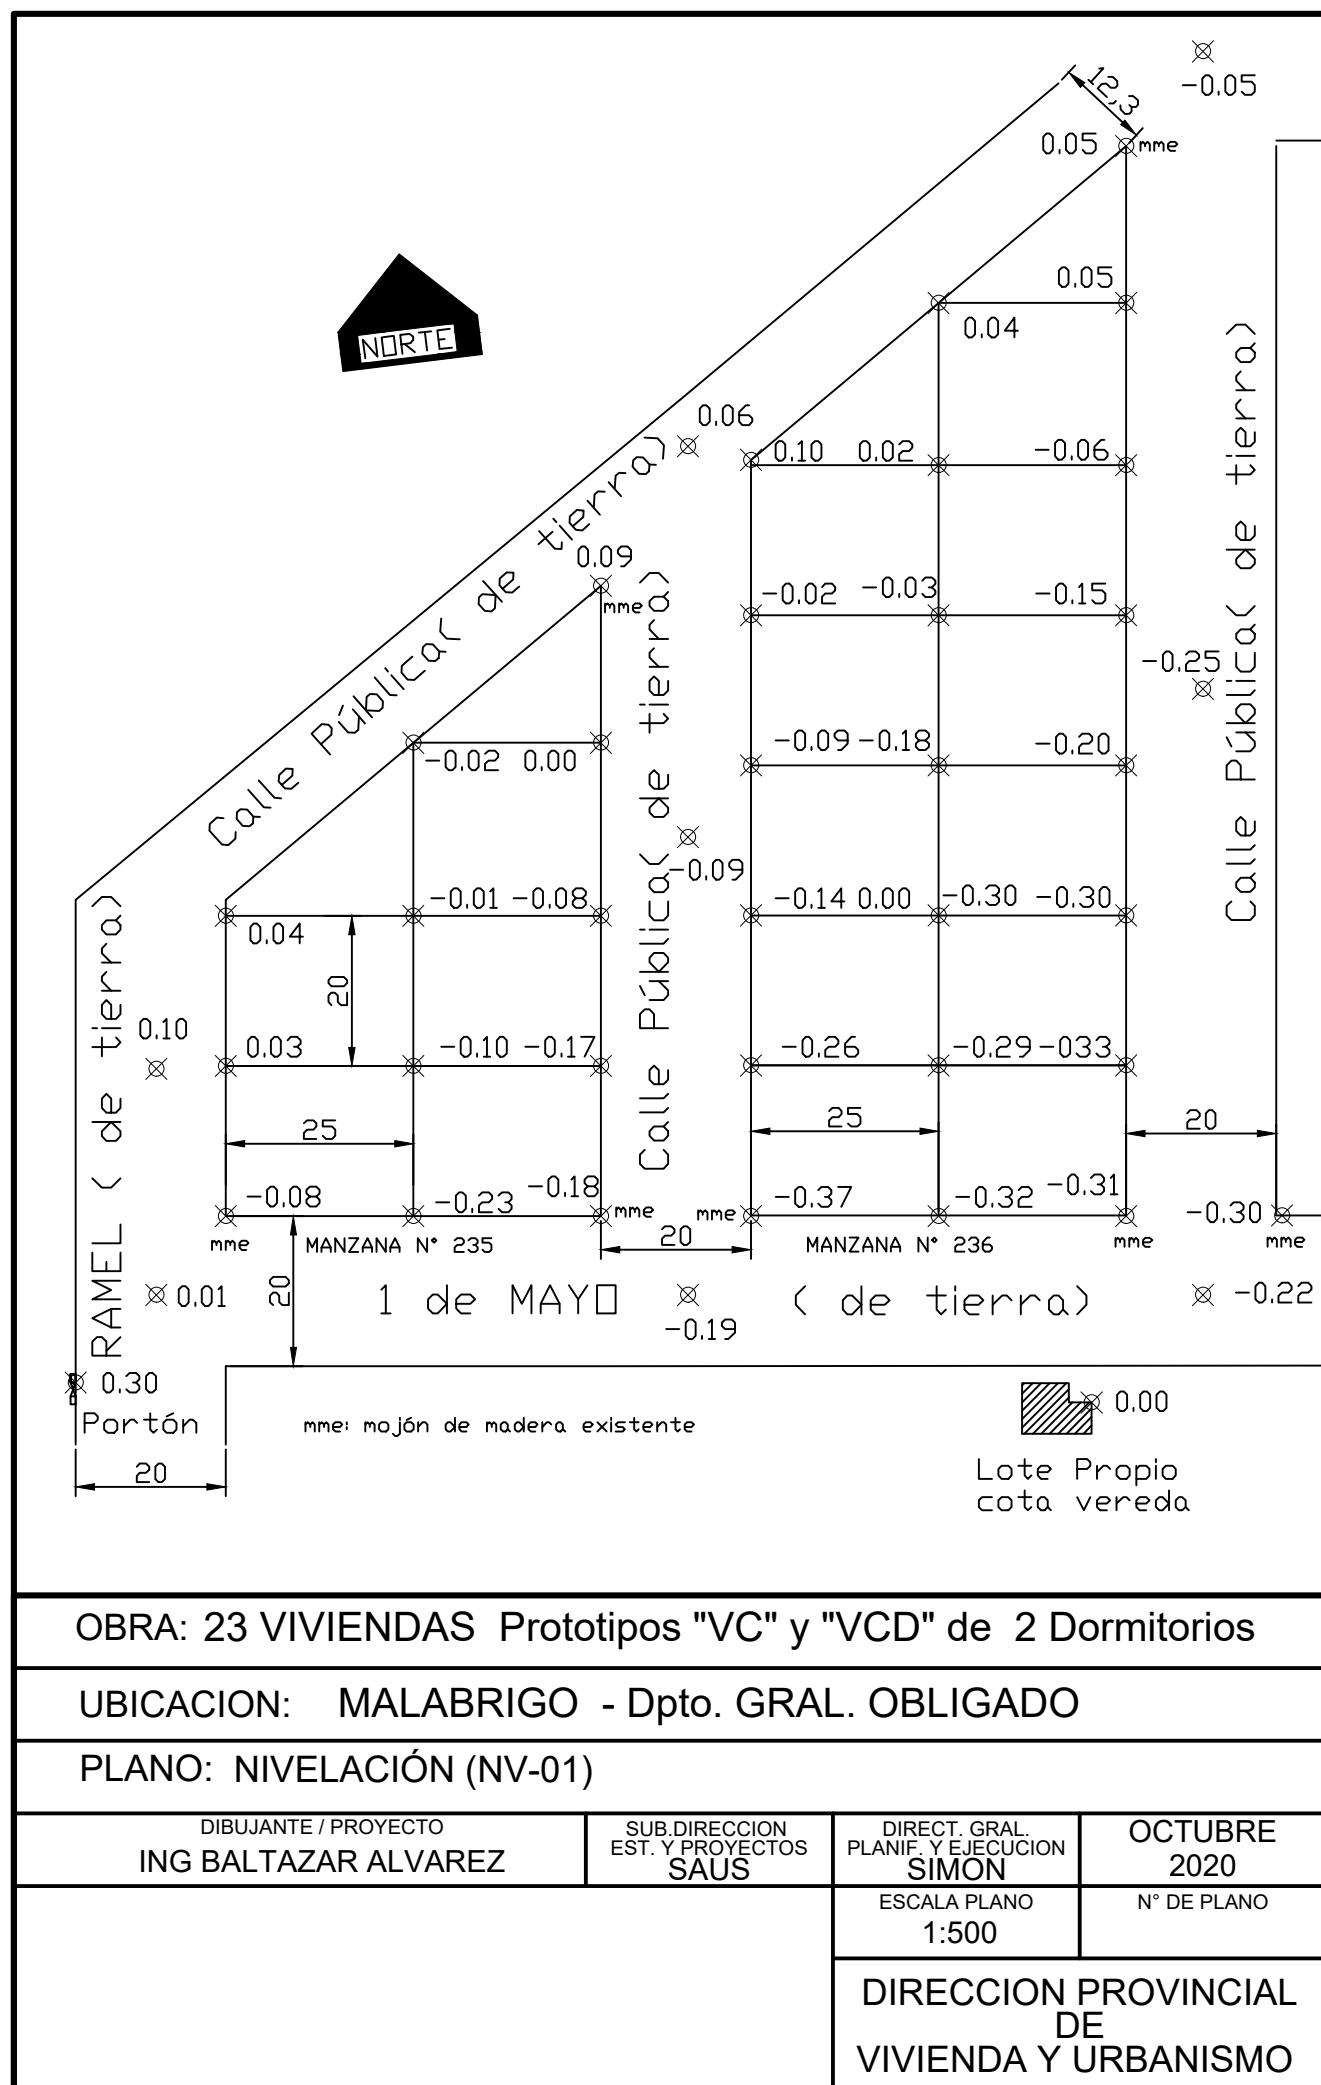 -0.05
12,3
0.05 mme
0.05
0.04
NORTE
0.06
0.10 0.02 -0.06
Calle Pública( de tierra)
0.09
mme
-0.02 -0.03 -0.15
-0.25
Calle Pública( de tierra)
-0.02 0.00
-0.09 -0.18 -0.20
Calle Pública( de tierra)
-0.09
-0.01 -0.08
-0.14 0.00 -0.30 -0.30
0.04
20
0.10
0.03 -0.10 -0.17
-0.26 -0.29 -033
25
25
20
RAMEL ( de tierra)
-0.08 -0.23 -0.18 mme
mme -0.37 -0.32 -0.31
-0.30
mme MANZANA N° 235
20
MANZANA N° 236 mme
mme
0.01
20
1 de MAYO ( de tierra)
-0.19
-0.22
0.30
Portón
mme: mojón de madera existente
0.00
20
Lote Propio
cota vereda
OBRA: 23 VIVIENDAS Prototipos "VC" y "VCD" de 2 Dormitorios
UBICACION: MALABRIGO - Dpto. GRAL. OBLIGADO
PLANO: NIVELACIÓN (NV-01)
DIBUJANTE / PROYECTO
ING BALTAZAR ALVAREZ
SUB.DIRECCION
EST. Y PROYECTOS
SAUS
DIRECT. GRAL.
PLANIF. Y EJECUCION
SIMON
OCTUBRE
2020
ESCALA PLANO
1:500
N° DE PLANO
DIRECCION PROVINCIAL
DE
VIVIENDA Y URBANISMO